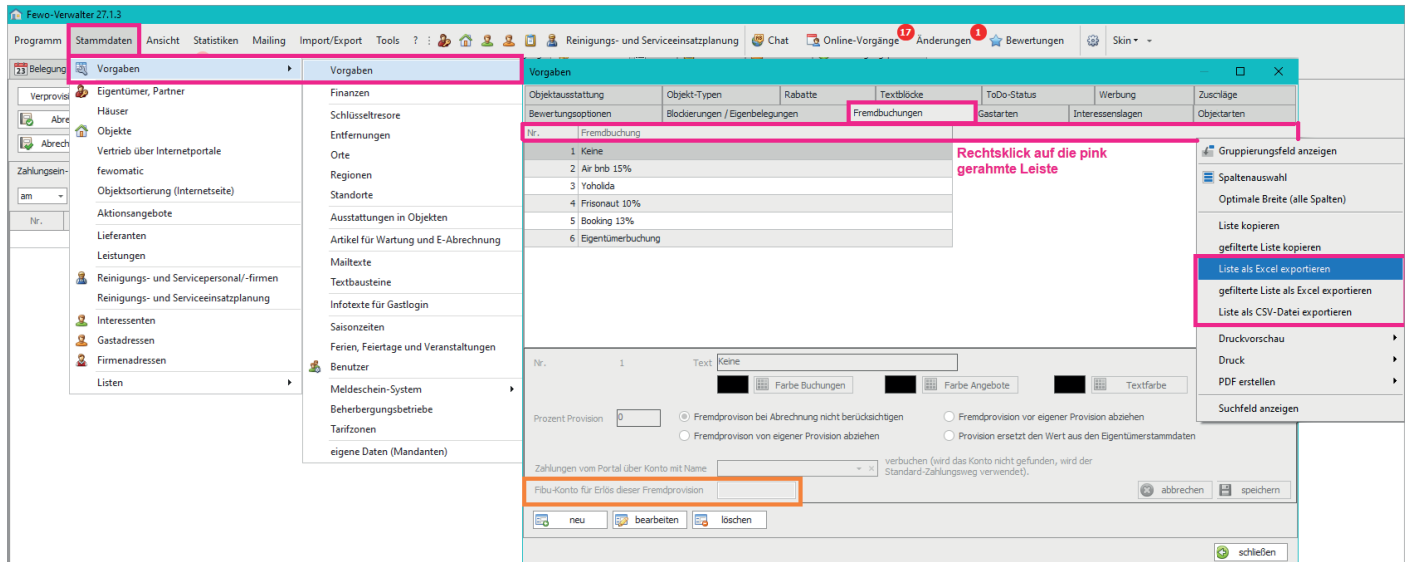 Fewo-Verwalter 27.1.3
Programm Stammdaten Ansicht Statistiken Mailing Import/Export Tools ? Reinigungs- und Serviceeinsatzplanung Chat Online-Vorgänge 17 Änderungen 1 Bewertungen Skin
23 Belegung
Verprovisi
Abre
Abrech
Zahlungsein-
am
Nr.
Vorgaben
Eigentümer, Partner
Häuser
Objekte
Vertrieb über Internetportale
fewomatic
Objektsortierung (Internetseite)
Aktionsangebote
Lieferanten
Leistungen
Reinigungs- und Servicepersonal/-firmen
Reinigungs- und Serviceeinsatzplanung
Interessenten
Gastadressen
Firmenadressen
Listen
Vorgaben
Finanzen
Schlüsseltresore
Entfernungen
Orte
Regionen
Standorte
Ausstattungen in Objekten
Artikel für Wartung und E-Abrechnung
Mailtexte
Textbausteine
Infotexte für Gastlogin
Saisonzeiten
Ferien, Feiertage und Veranstaltungen
Benutzer
Meldeschein-System
Beherbergungsbetriebe
Tarifzonen
eigene Daten (Mandanten)
Vorgaben
Objektausstattung Objekt-Typen Rabatte Textblöcke ToDo-Status Werbung Zuschläge
Bewertungsoptionen Blockierungen / Eigenbelegungen Fremdbuchungen Gastarten Interessenslagen Objectarten
Nr. Fremdbuchung
1 Keine
2 Air bnb 15%
3 Yoholida
4 Frisonaut 10%
5 Booking 13%
6 Eigentümerbuchung
Rechtsklick auf die pink
gerahmte Leiste
Gruppierungsfeld anzeigen
Spaltenauswahl
Optimale Breite (alle Spalten)
Liste kopieren
gefilterte Liste kopieren
Liste als Excel exportieren
gefilterte Liste als Excel exportieren
Liste als CSV-Datei exportieren
Druckvorschau
Druck
PDF erstellen
Suchfeld anzeigen
Nr. 1 Text Keine
Farbe Buchungen Farbe Angebote Textfarbe
Prozent Provision 0 Fremdprovison bei Abrechnung nicht berücksichtigen Fremdprovision vor eigener Provision abziehen
Fremdprovison von eigener Provision abziehen Provision ersetzt den Wert aus den Eigentümerstammdaten
Zahlungen vom Portal über Konto mit Name verbuchen (wird das Konto nicht gefunden, wird der
Standard-Zahlungsweg verwendet).
Fibu-Konto für Erlös dieser Fremdprovision abbrechen speichern
neu bearbeiten löschen
schließen